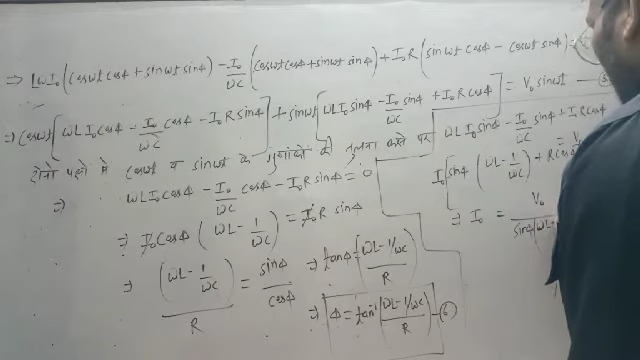 ⇒ LωI₀(cosωt cosφ + sinωt sinφ) - I₀/ωC (cosωt cosφ + sinωt sinφ) + I₀R (sinωt cosφ - cosωt sinφ) =
⇒ cosωt [ωLI₀cosφ - I₀/ωC cosφ - I₀R sinφ] + sinωt [ωLI₀sinφ - I₀/ωC sinφ + I₀R cosφ] = V₀ sinωt — ⑤
दोनो पक्षो में cosωt व sinωt के गुणांको की तुलना करने पर
⇒ ωLI₀cosφ - I₀/ωC cosφ - I₀R sinφ = 0
⇒ I₀cosφ (ωL - 1/ωC) = I₀R sinφ
⇒ (ωL - 1/ωC)/R = sinφ/cosφ ⇒ tanφ = (ωL - 1/ωC)/R
⇒ φ = tan⁻¹(ωL - 1/ωC / R) — ⑥
ωLI₀sinφ - I₀/ωC sinφ + I₀R cosφ
I₀[sinφ (ωL - 1/ωC) + R cosφ
⇒ I₀ = V₀ / sinφ(ωL